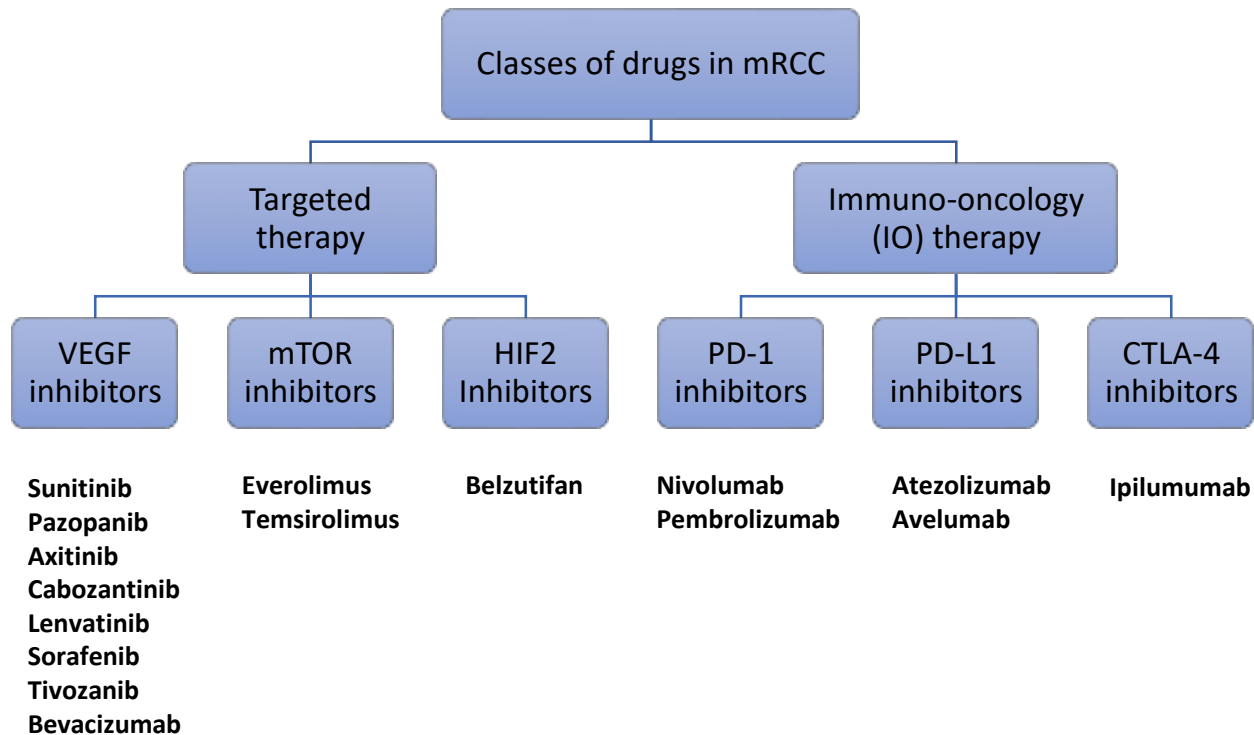 Classes of drugs in mRCC
Targeted
therapy
Immuno-oncology
(IO) therapy
VEGF
inhibitors
mTOR
inhibitors
HIF2
Inhibitors
PD-1
inhibitors
PD-L1
inhibitors
CTLA-4
inhibitors
Sunitinib
Pazopanib
Axitinib
Cabozantinib
Lenvatinib
Sorafenib
Tivozanib
Bevacizumab
Everolimus
Temsirolimus
Belzutifan
Nivolumab
Pembrolizumab
Atezolizumab
Avelumab
Ipilumumab